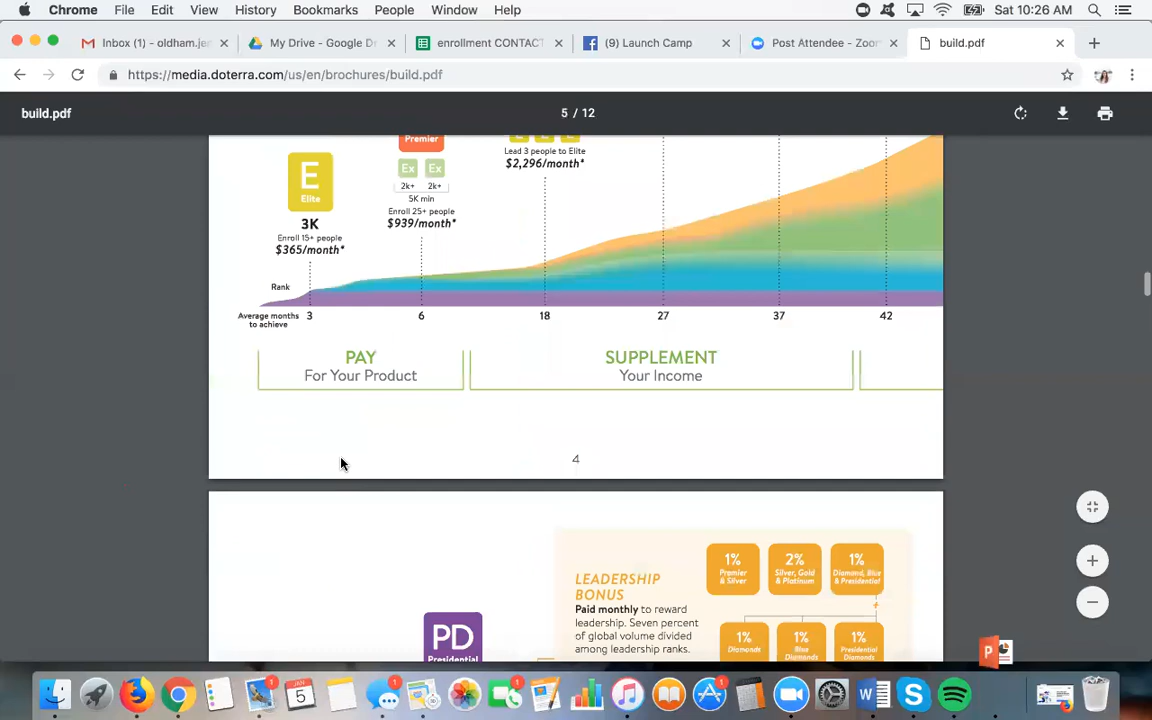 Chrome File Edit View History Bookmarks People Window Help Sat 10:26 AM
Inbox (1) - oldham.je My Drive - Google D enrollment CONTACT (9) Launch Camp Post Attendee - Zoom build.pdf
https://media.doterra.com/us/en/brochures/build.pdf
build.pdf 5 / 12
Premier
Lead 3 people to Elite
$2,296/month*
E
Elite
3K
Enroll 15+ people
$365/month*
Ex Ex
2k+ 2k+
5K min
Enroll 25+ people
$939/month*
Rank
Average months
to achieve
3 6 18 27 37 42
PAY
For Your Product
SUPPLEMENT
Your Income
4
PD
Presidential
LEADERSHIP
BONUS
Paid monthly to reward
leadership. Seven percent
of global volume divided
among leadership ranks.
1%
Premier
& Silver
2%
Silver, Gold
& Platinum
1%
Diamond, Blue
& Presidential
+
1%
Diamonds
1%
Blue
Diamonds
1%
Presidential
Diamonds
JAN
5